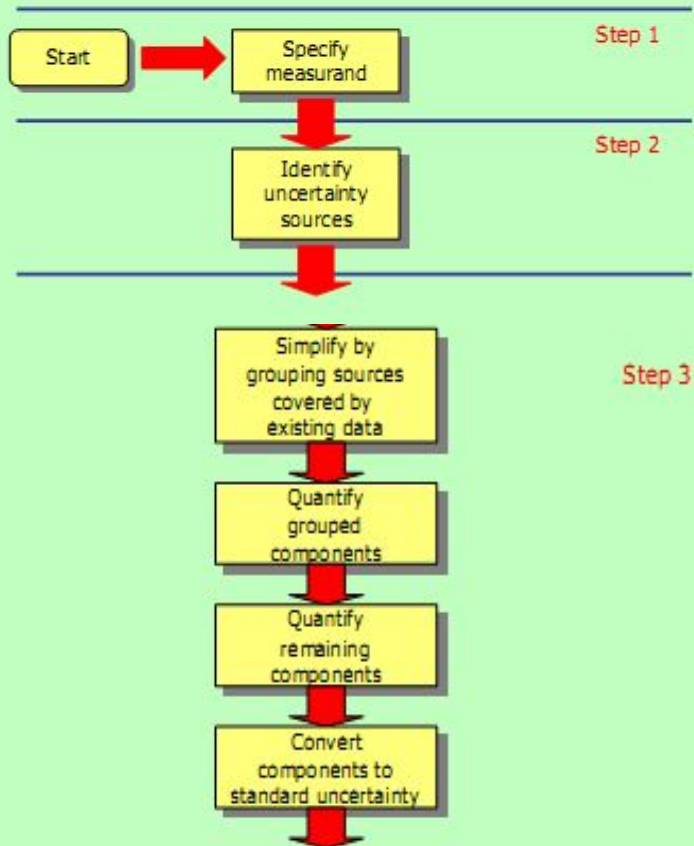 Step 1
Start
Specify
measurand
Step 2
Identify
uncertainty
sources
Simplify by
grouping sources
covered by
existing data
Step 3
Quantify
grouped
components
Quantify
remaining
components
Convert
components to
standard uncertainty